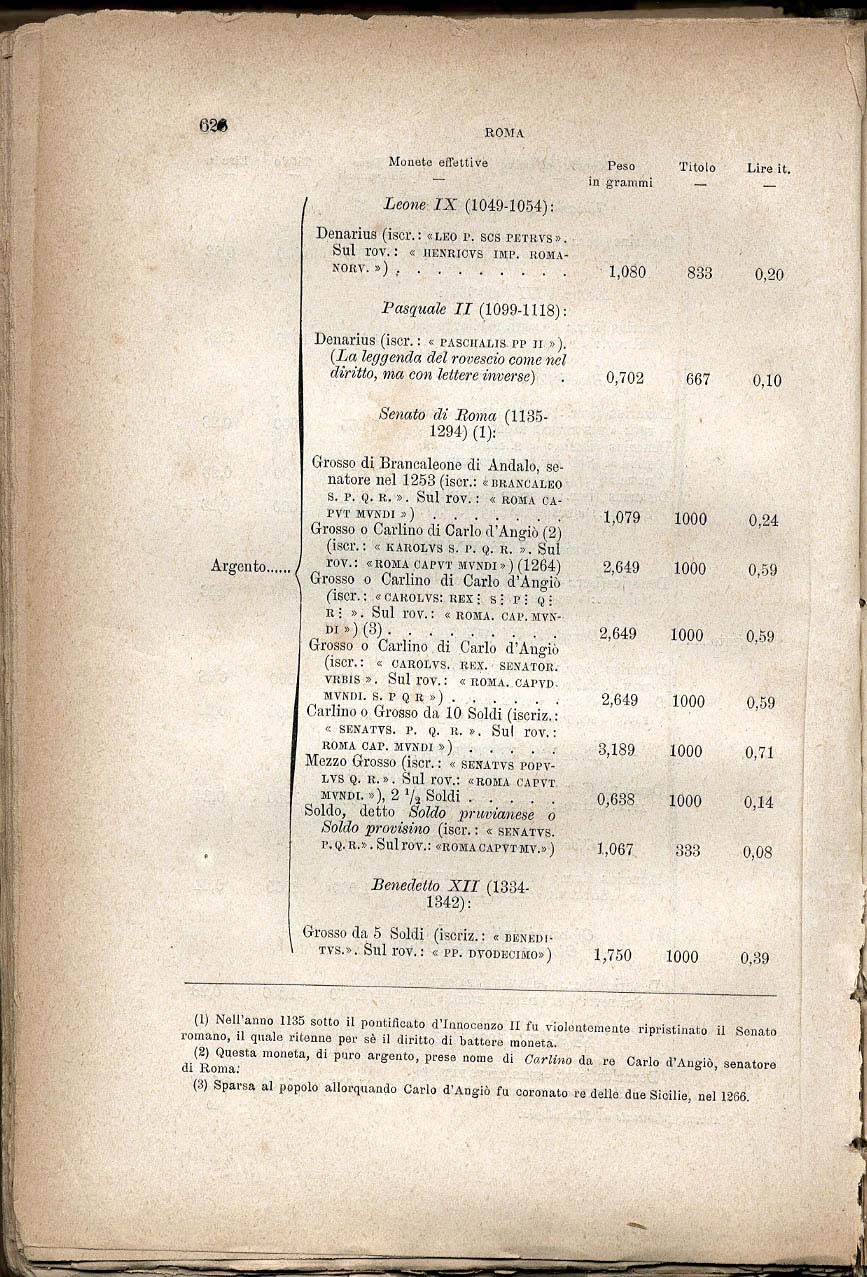 626
ROMA
Monete effettive Peso Titolo Lire it.
in grammi
Leone IX (1049-1054):
Denarius (iscr.: «LEO P. SCS PETRVS».
Sul rov.: « HENRICVS IMP. ROMA-
NORV. ») . . . . . . . . . 1,080 833 0,20
Pasquale II (1099-1118):
Denarius (iscr.: « PASCHALIS PP II »).
(La leggenda del rovescio come nel
diritto, ma con lettere inverse) . 0,702 667 0,10
Senato di Roma (1135-
1294) (1):
Grosso di Brancaleone di Andalo, se-
natore nel 1253 (iscr.: «BRANCALEO
S. P. Q. R. ». Sul rov.: « ROMA CA-
PVT MVNDI ») . . . . . . . 1,079 1000 0,24
Grosso o Carlino di Carlo d'Angiò (2)
(iscr.: « KAROLVS S. P. Q. R. ». Sul
Argento...... rov.: «ROMA CAPVT MVNDI») (1264) 2,649 1000 0,59
Grosso o Carlino di Carlo d'Angiò
(iscr.: «CAROLVS: REX⋮ S⋮ P⋮ Q⋮
R⋮ ». Sul rov.: « ROMA. CAP. MVN-
DI ») (3) . . . . . . . . . 2,649 1000 0,59
Grosso o Carlino di Carlo d'Angiò
(iscr.: « CAROLVS. REX. SENATOR.
VRBIS ». Sul rov.: « ROMA. CAPVD.
MVNDI. S. P Q R ») . . . . . . 2,649 1000 0,59
Carlino o Grosso da 10 Soldi (iscriz.:
« SENATVS. P. Q. R. ». Sul rov.:
ROMA CAP. MVNDI ») . . . . . 3,189 1000 0,71
Mezzo Grosso (iscr.: « SENATVS POPV-
LVS Q. R.». Sul rov.: «ROMA CAPVT
MVNDI. »), 2 1/2 Soldi . . . . . 0,638 1000 0,14
Soldo, detto Soldo pruvianese o
Soldo provisino (iscr.: « SENATVS.
P. Q. R.». Sul rov.: «ROMA CAPVT MV.») 1,067 333 0,08
Benedetto XII (1334-
1342):
Grosso da 5 Soldi (iscriz.: « BENEDI-
TVS.». Sul rov.: « PP. DVODECIMO») 1,750 1000 0,39
(1) Nell'anno 1135 sotto il pontificato d'Innocenzo II fu violentemente ripristinato il Senato
romano, il quale ritenne per sè il diritto di battere moneta.
(2) Questa moneta, di puro argento, prese nome di Carlino da re Carlo d'Angiò, senatore
di Roma.
(3) Sparsa al popolo allorquando Carlo d'Angiò fu coronato re delle due Sicilie, nel 1266.